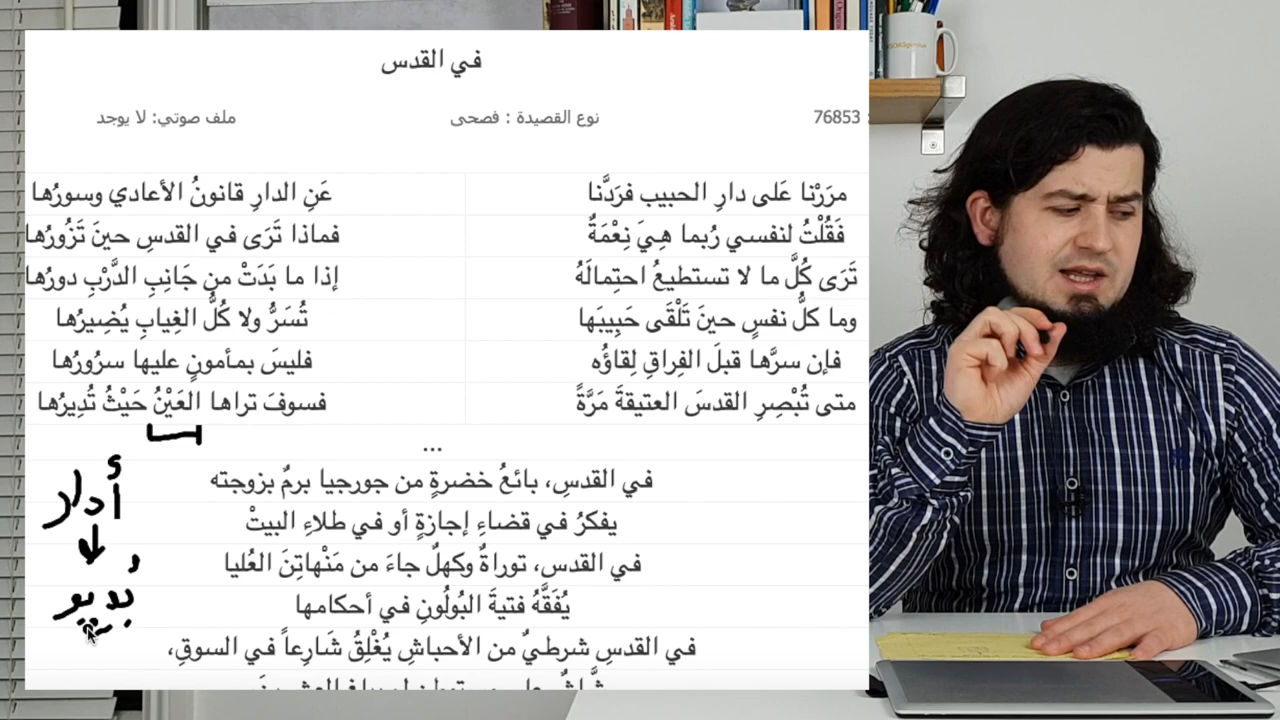 في القدس
76853
نوع القصيدة : فصحى
ملف صوتي: لا يوجد
مرَرْنا عَلى دارِ الحبيب فرَدَّنا عَنِ الدارِ قانونُ الأعادي وسورُها
فَقُلْتُ لنفسي رُبما هِيَ نِعْمَةٌ فماذا تَرَى في القدسِ حينَ تَزُورُها
تَرَى كُلَّ ما لا تستطيعُ احتِمالَهُ إذا ما بَدَتْ من جَانِبِ الدَّرْبِ دورُها
وما كلُّ نفسٍ حينَ تَلْقَى حَبِيبَها تُسَرُّ ولا كُلُّ الغِيابِ يُضِيرُها
فإن سرَّها قبلَ الفِراقِ لِقاؤُه فليسَ بمأمونٍ عليها سرُورُها
متى تُبْصِرِ القدسَ العتيقةَ مَرَّةً فسوفَ تراها العَيْنُ حَيْثُ تُدِيرُها
...
في القدسِ، بائعُ خضرةٍ من جورجيا برمٌ بزوجته
يفكرُ في قضاءِ إجازةٍ أو في طلاءِ البيتْ
في القدس، توراةٌ وكهلٌ جاءَ من مَنْهاتِنَ العُليا
يُفَقَّهُ فتيةَ البُولُونِ في أحكامها
في القدسِ شرطيٌ من الأحباشِ يُغْلِقُ شَارِعاً في السوقِ،
أدار
↓
يُدير